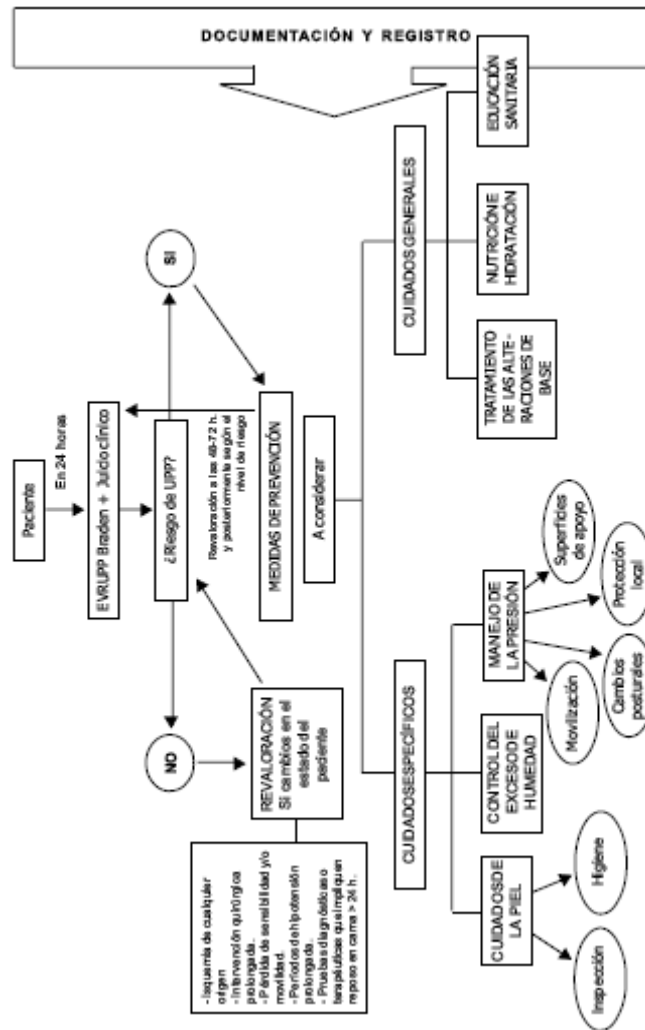 DOCUMENTACIÓN Y REGISTRO
Paciente
En 24 horas
EVRUPP Braden + Juicio clínico
¿Riesgo de UPP?
SI
NO
Revaloración a las 48-72 h.
y posteriormente según el
nivel de riesgo
REVALORACIÓN
Si cambios en el
estado del
paciente
- Isquemia de cualquier
origen
- Intervención quirúrgica
prolongada.
- Pérdida de sensibilidad y/o
movilidad.
- Períodos de hipotensión
prolongada.
- Pruebas diagnósticas o
terapéuticas que impliquen
reposo en cama > 24 h.
MEDIDAS DE PREVENCIÓN
A considerar
CUIDADOS ESPECÍFICOS
CUIDADOS GENERALES
CUIDADOS DE
LA PIEL
CONTROL DEL
EXCESO DE
HUMEDAD
MANEJO DE
LA PRESIÓN
TRATAMIENTO
DE LAS ALTE-
RACIONES DE
BASE
NUTRICIÓN E
HIDRATACIÓN
EDUCACIÓN
SANITARIA
Inspección
Higiene
Movilización
Cambios
posturales
Protección
local
Superficies
de apoyo